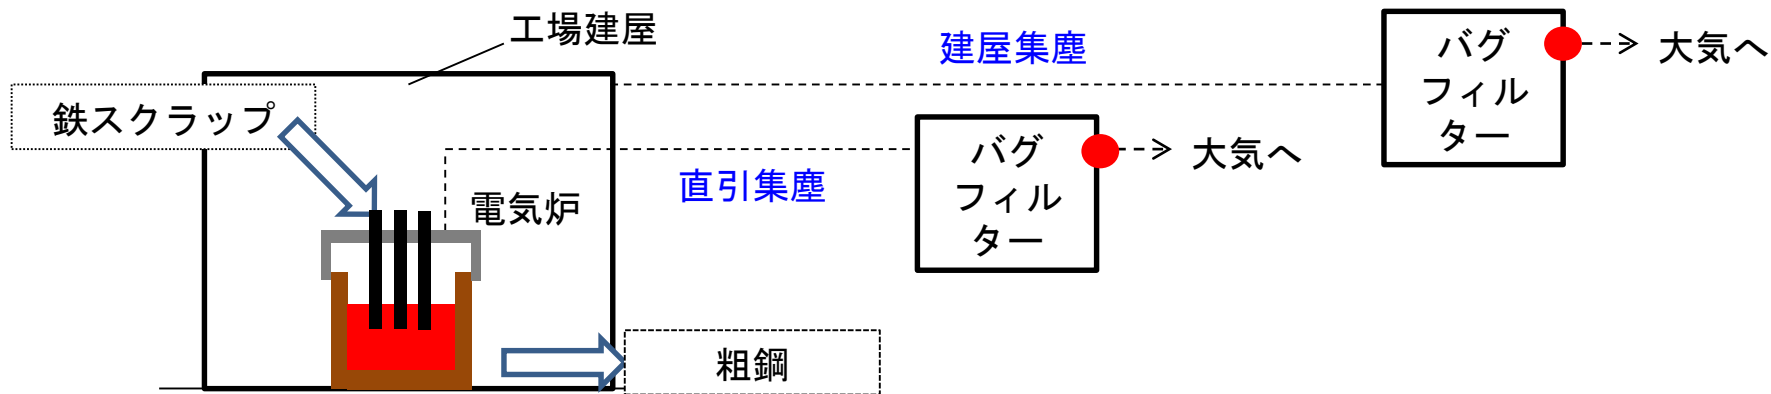 工場建屋
建屋集塵
バグ
フィル
ター
大気へ
鉄スクラップ
バグ
フィル
ター
大気へ
直引集塵
電気炉
粗鋼